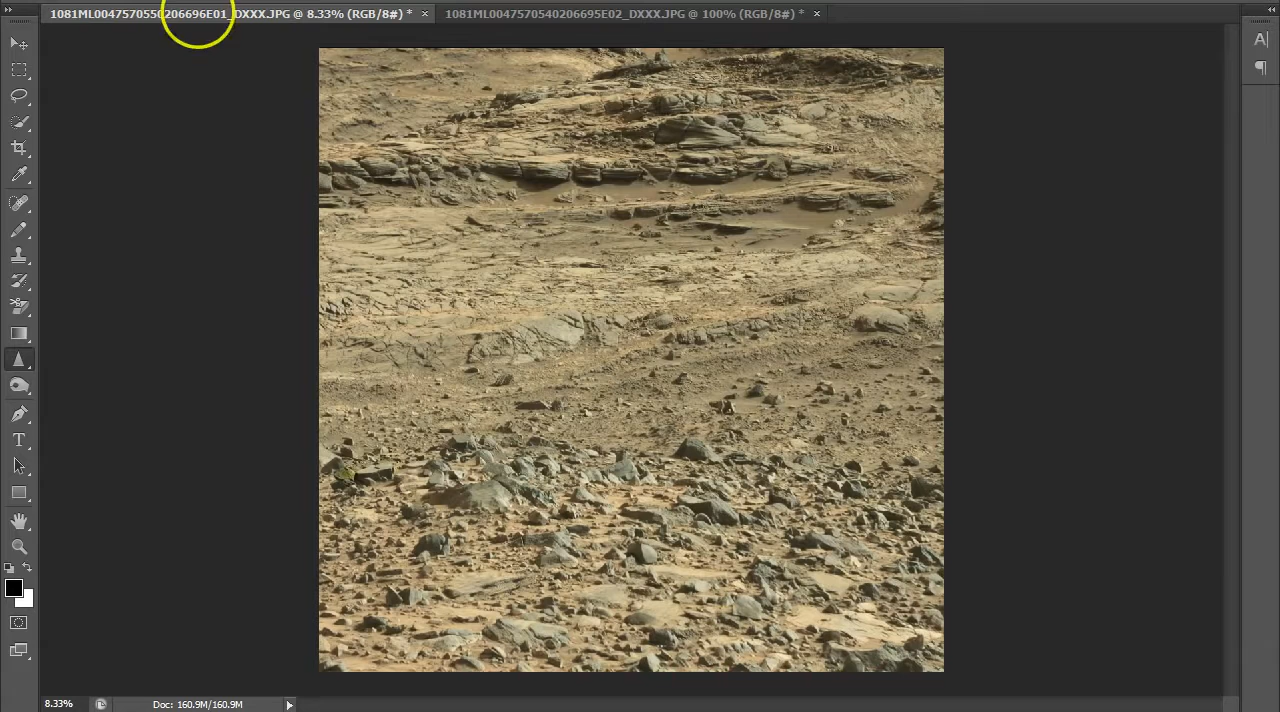 1081ML0047570550206696E01_DXXX.JPG @ 8.33% (RGB/8#) * ×
1081ML0047570540206695E02_DXXX.JPG @ 100% (RGB/8#) * ×
A
T
8.33%
Doc: 160.9M/160.9M